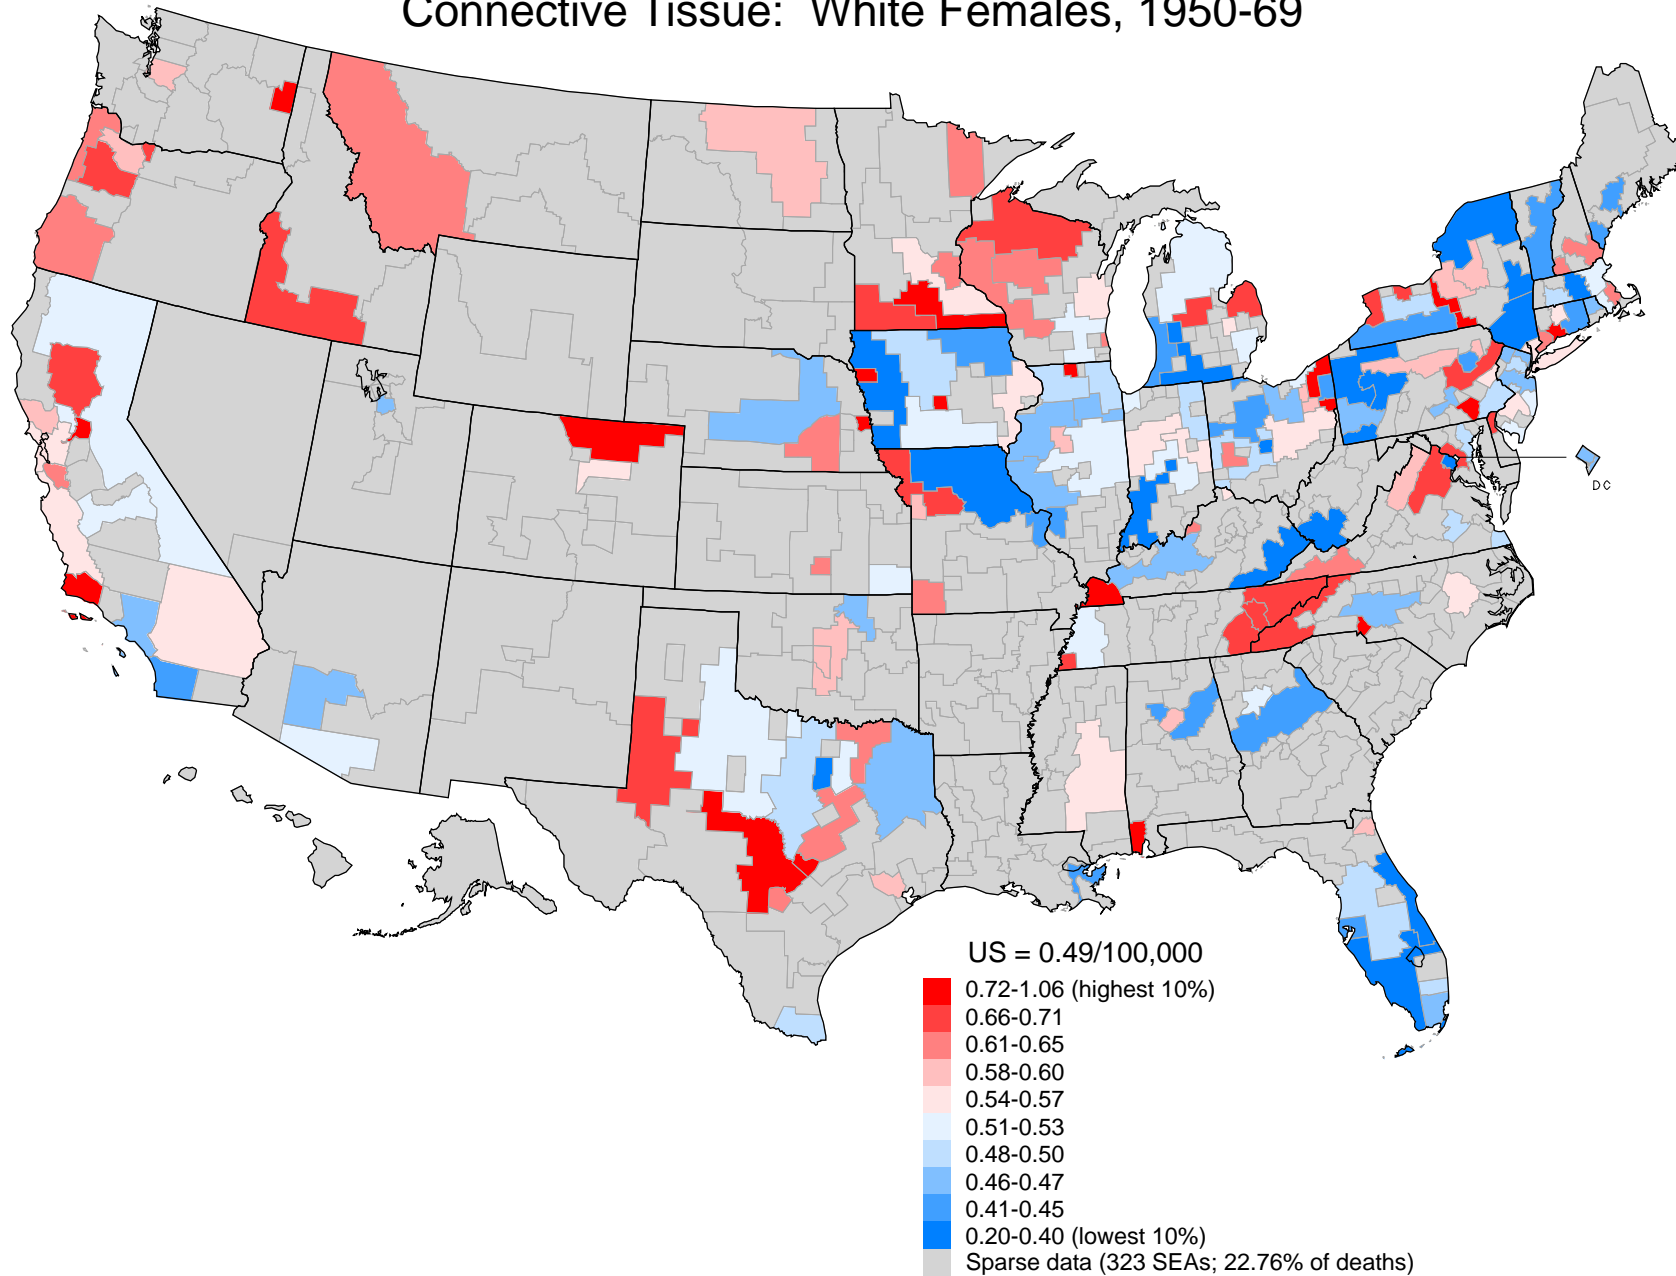 Connective Tissue: White Females, 1950-69
DC
US = 0.49/100,000
0.72-1.06 (highest 10%)
0.66-0.71
0.61-0.65
0.58-0.60
0.54-0.57
0.51-0.53
0.48-0.50
0.46-0.47
0.41-0.45
0.20-0.40 (lowest 10%)
Sparse data (323 SEAs; 22.76% of deaths)